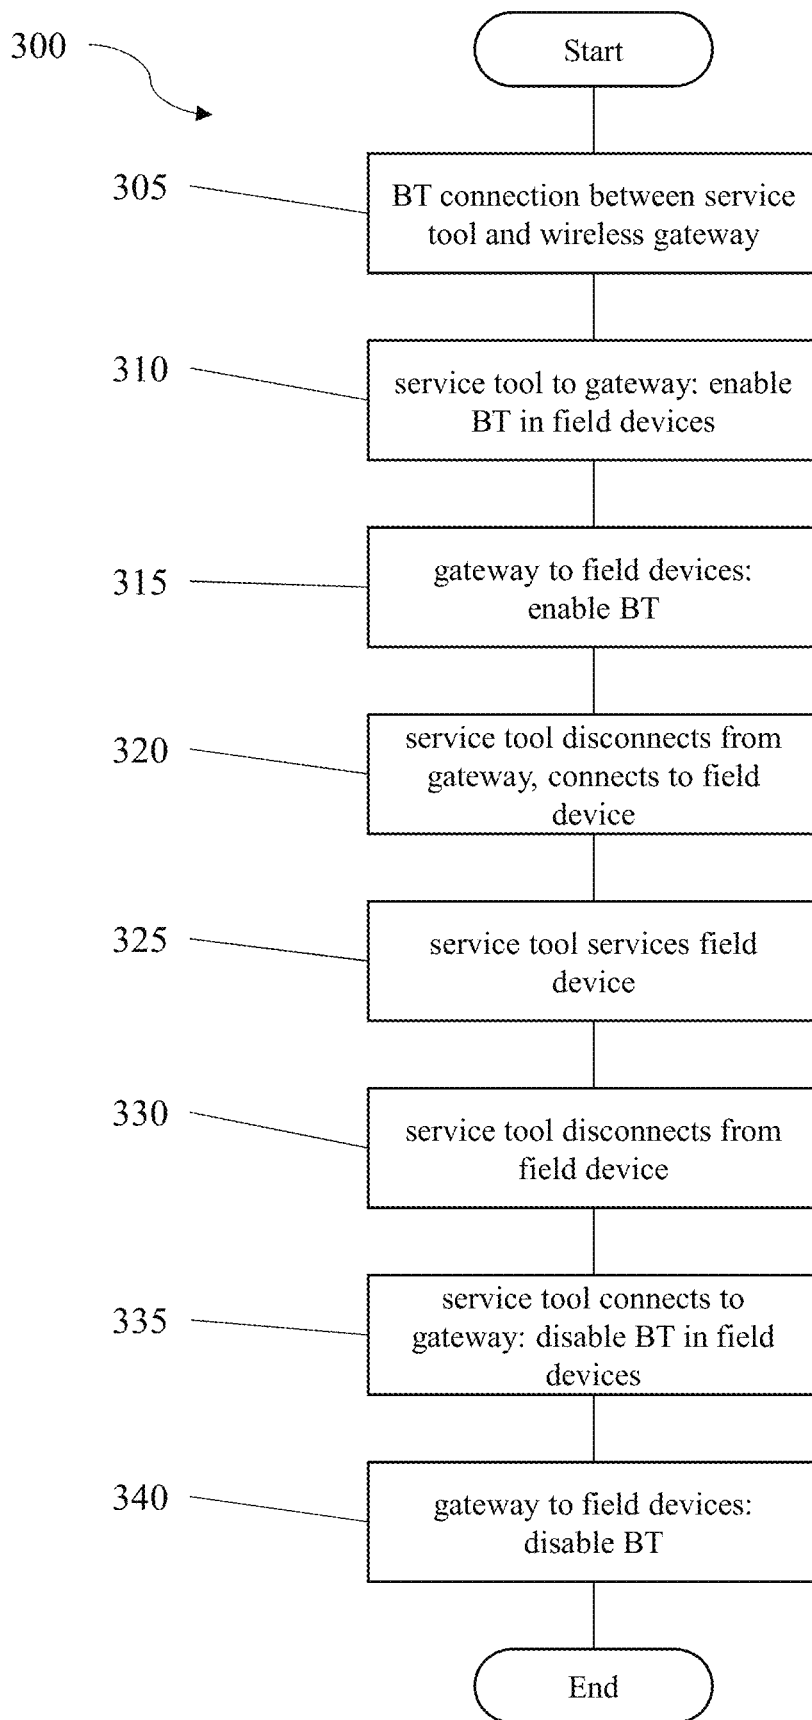 300
Start
305
BT connection between service
tool and wireless gateway
310
service tool to gateway: enable
BT in field devices
315
gateway to field devices:
enable BT
320
service tool disconnects from
gateway, connects to field
device
325
service tool services field
device
330
service tool disconnects from
field device
335
service tool connects to
gateway: disable BT in field
devices
340
gateway to field devices:
disable BT
End